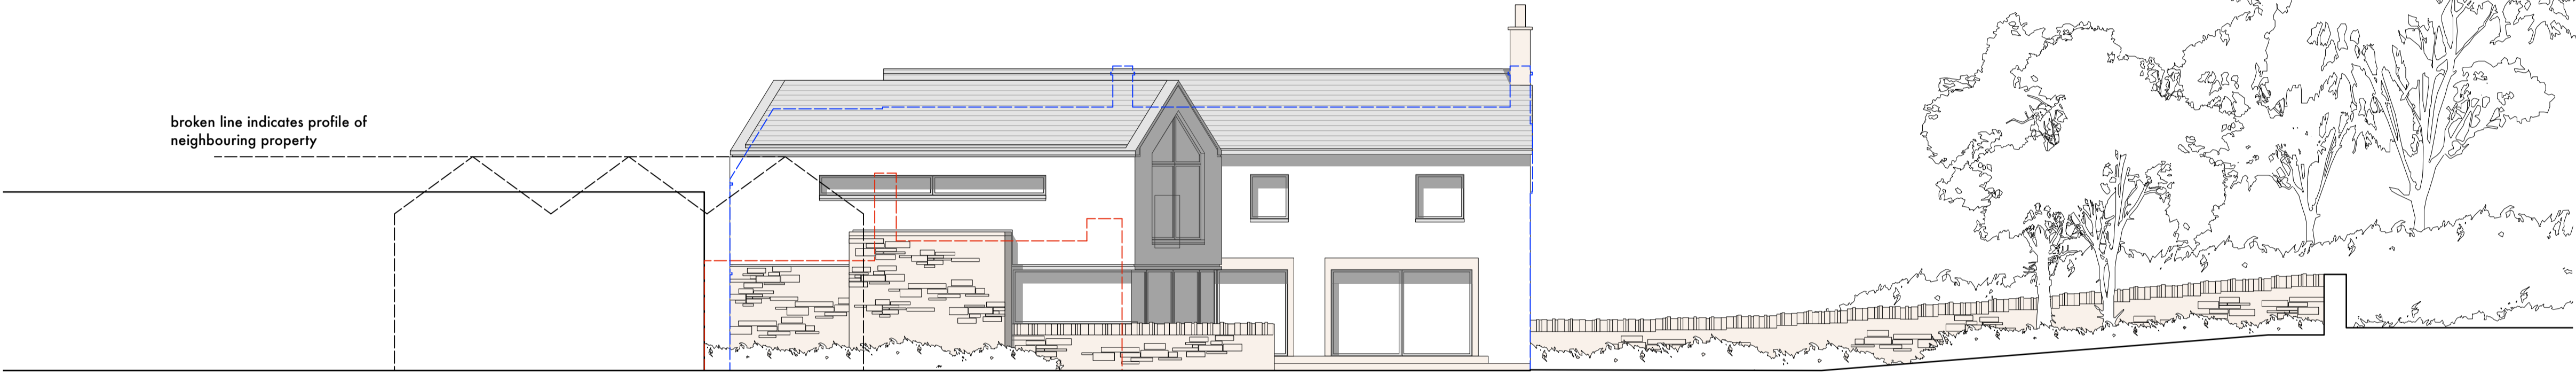 broken line indicates profile of
neighbouring property